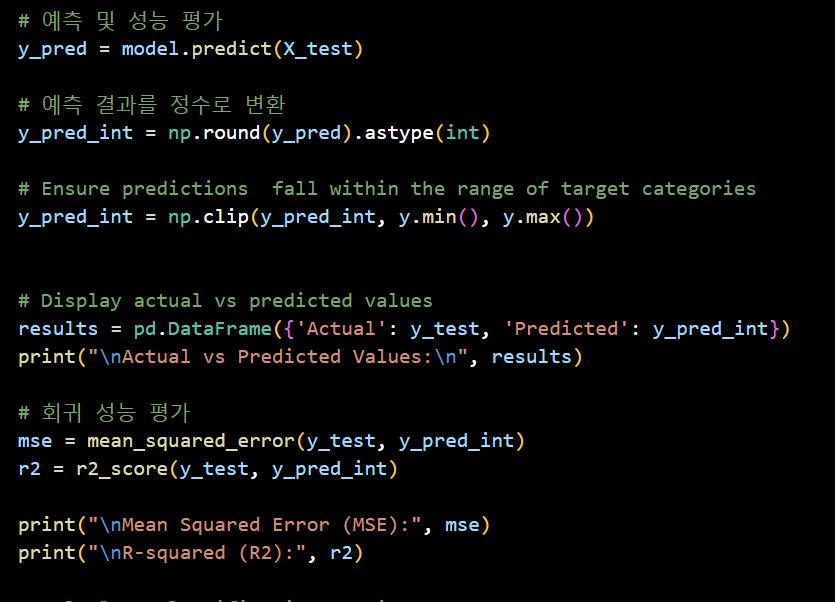 # 예측 및 성능 평가
y_pred = model.predict(X_test)
# 예측 결과를 정수로 변환
y_pred_int = np.round(y_pred).astype(int)
# Ensure predictions  fall within the range of target categories
y_pred_int = np.clip(y_pred_int, y.min(), y.max())
# Display actual vs predicted values
results = pd.DataFrame({'Actual': y_test, 'Predicted': y_pred_int})
print("\nActual vs Predicted Values:\n", results)
# 회귀 성능 평가
mse = mean_squared_error(y_test, y_pred_int)
r2 = r2_score(y_test, y_pred_int)
print("\nMean Squared Error (MSE):", mse)
print("\nR-squared (R2):", r2)